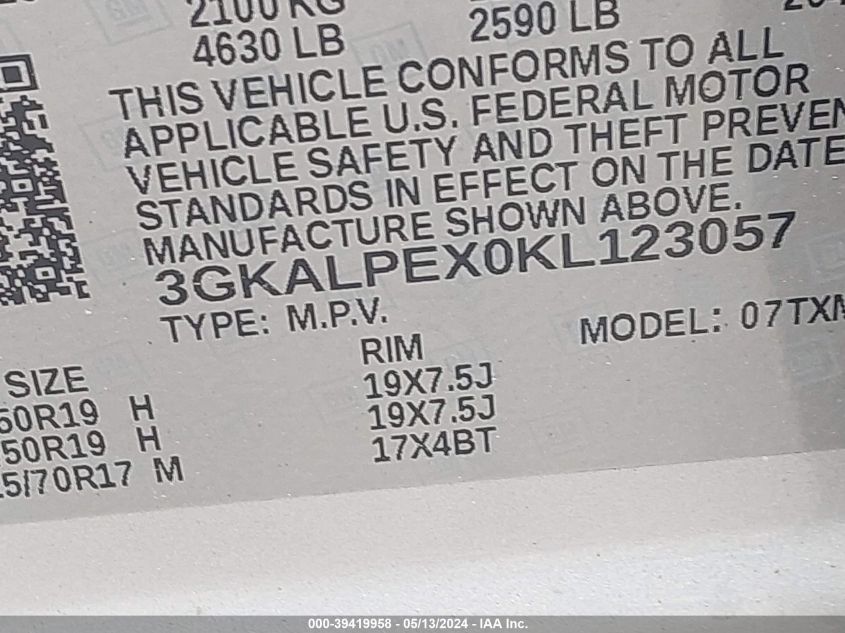 2100 KG
4630 LB
2590 LB
THIS VEHICLE CONFORMS TO ALL
APPLICABLE U.S. FEDERAL MOTOR
VEHICLE SAFETY AND THEFT PREVEN
STANDARDS IN EFFECT ON THE DATE
MANUFACTURE SHOWN ABOVE.
3GKALPEX0KL123057
TYPE: M.P.V.
MODEL: 07TXM
SIZE RIM
50R19 H 19X7.5J
50R19 H 19X7.5J
5/70R17 M 17X4BT
000-39419958 - 05/13/2024 - IAA Inc.